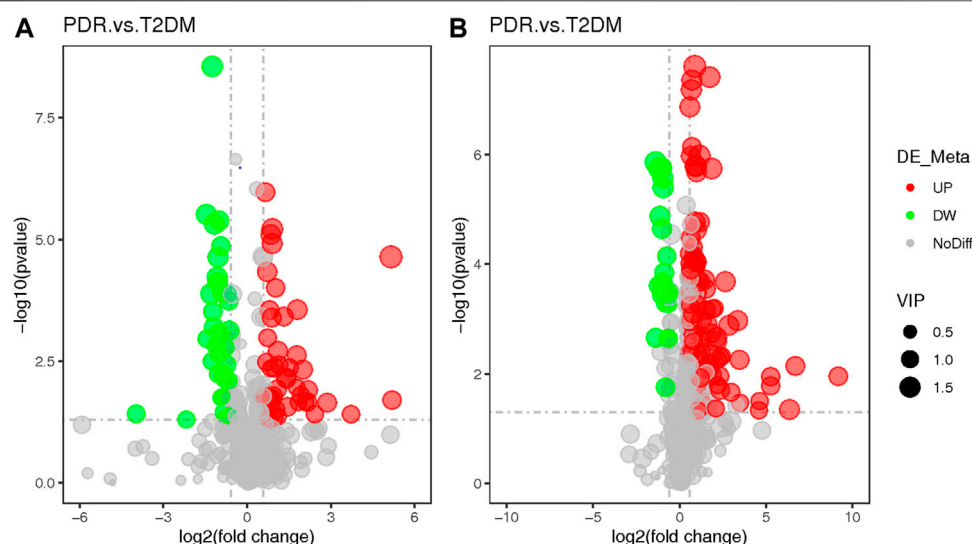 A PDR.vs.T2DM
7.5
5.0
2.5
0.0
−log10(pvalue)
−6 −3 0 3 6
log2(fold change)
B PDR.vs.T2DM
6
4
2
0
−log10(pvalue)
−10 −5 0 5 10
log2(fold change)
DE_Meta
UP
DW
NoDiff
VIP
0.5
1.0
1.5